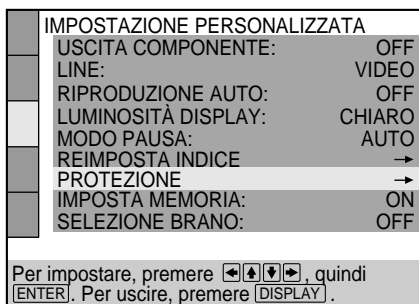 IMPOSTAZIONE PERSONALIZZATA
USCITA COMPONENTE: OFF
LINE: VIDEO
RIPRODUZIONE AUTO: OFF
LUMINOSITÀ DISPLAY: CHIARO
MODO PAUSA: AUTO
REIMPOSTA INDICE →
PROTEZIONE →
IMPOSTA MEMORIA: ON
SELEZIONE BRANO: OFF
Per impostare, premere ←↑↓→, quindi
ENTER. Per uscire, premere DISPLAY.